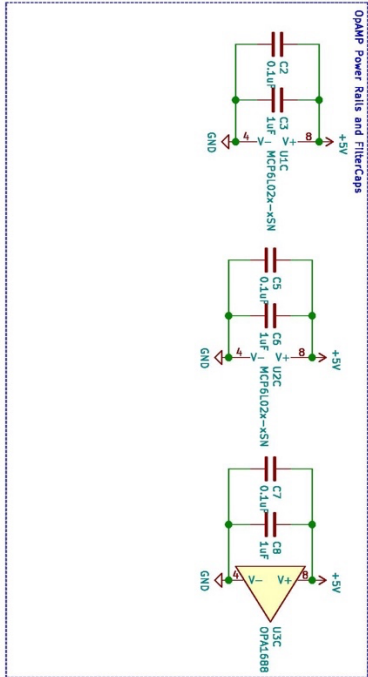 OpAMP Power Rails and FilterCaps
C2
0.1uF
C3
1uF
+5V
8
V+
U1C
MCP6L02x-xSN
V-
4
GND
C5
0.1uF
C6
1uF
+5V
8
V+
U2C
MCP6L02x-xSN
V-
4
GND
C7
0.1uF
C8
1uF
+5V
8
V+
U3C
OPA1688
V-
4
GND